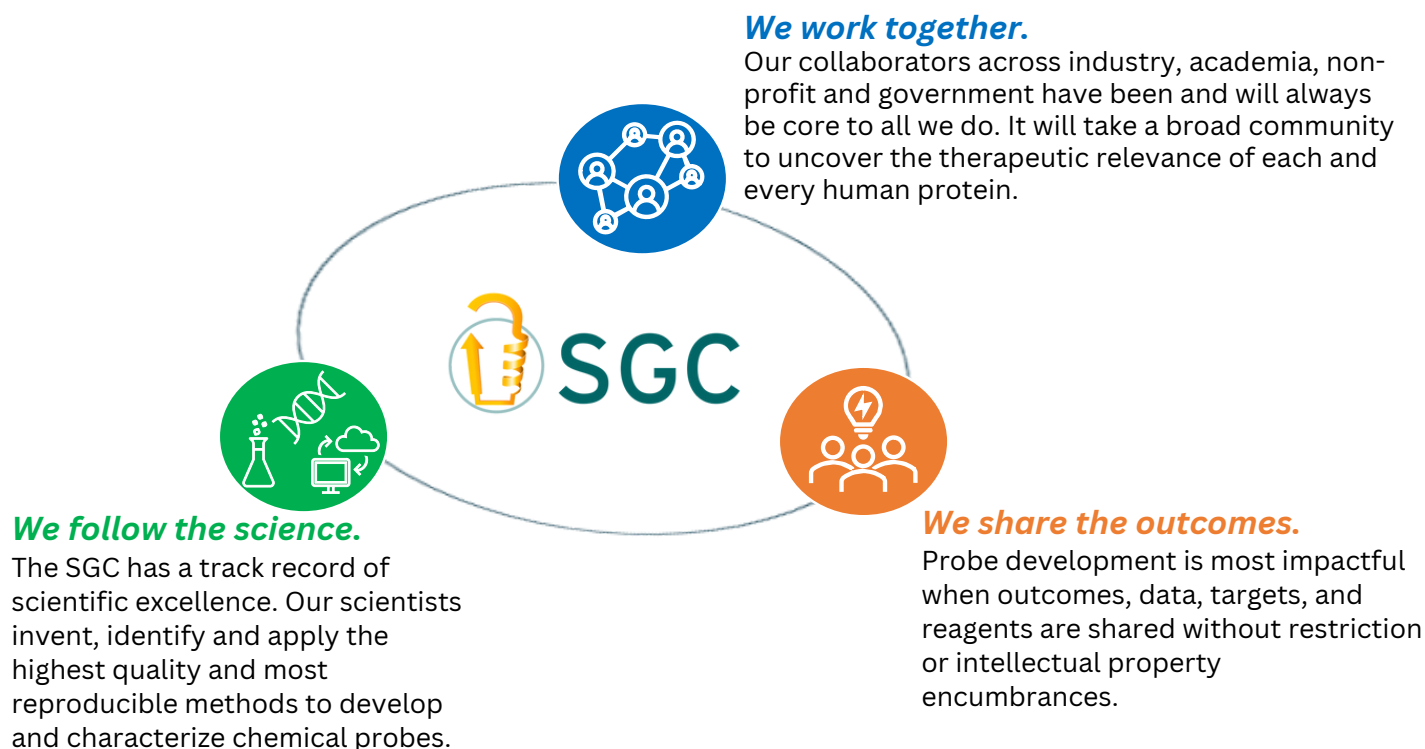 We work together.
Our collaborators across industry, academia, non-
profit and government have been and will always
be core to all we do. It will take a broad community
to uncover the therapeutic relevance of each and
every human protein.
SGC
We follow the science.
The SGC has a track record of
scientific excellence. Our scientists
invent, identify and apply the
highest quality and most
reproducible methods to develop
and characterize chemical probes.
We share the outcomes.
Probe development is most impactful
when outcomes, data, targets, and
reagents are shared without restriction
or intellectual property
encumbrances.